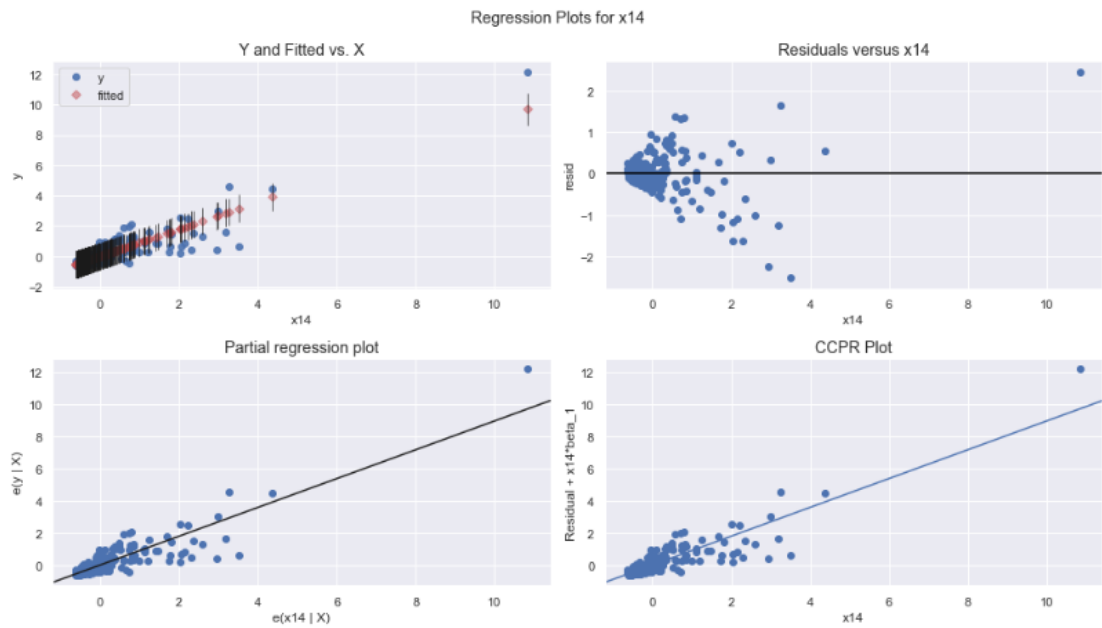 Regression Plots for x14
Y and Fitted vs. X
y
fitted
12
10
8
6
4
2
0
−2
y
0 2 4 6 8 10
x14
Residuals versus x14
2
1
0
−1
−2
resid
0 2 4 6 8 10
x14
Partial regression plot
12
10
8
6
4
2
0
e(y | X)
0 2 4 6 8 10
e(x14 | X)
CCPR Plot
12
10
8
6
4
2
0
Residual + x14*beta_1
0 2 4 6 8 10
x14